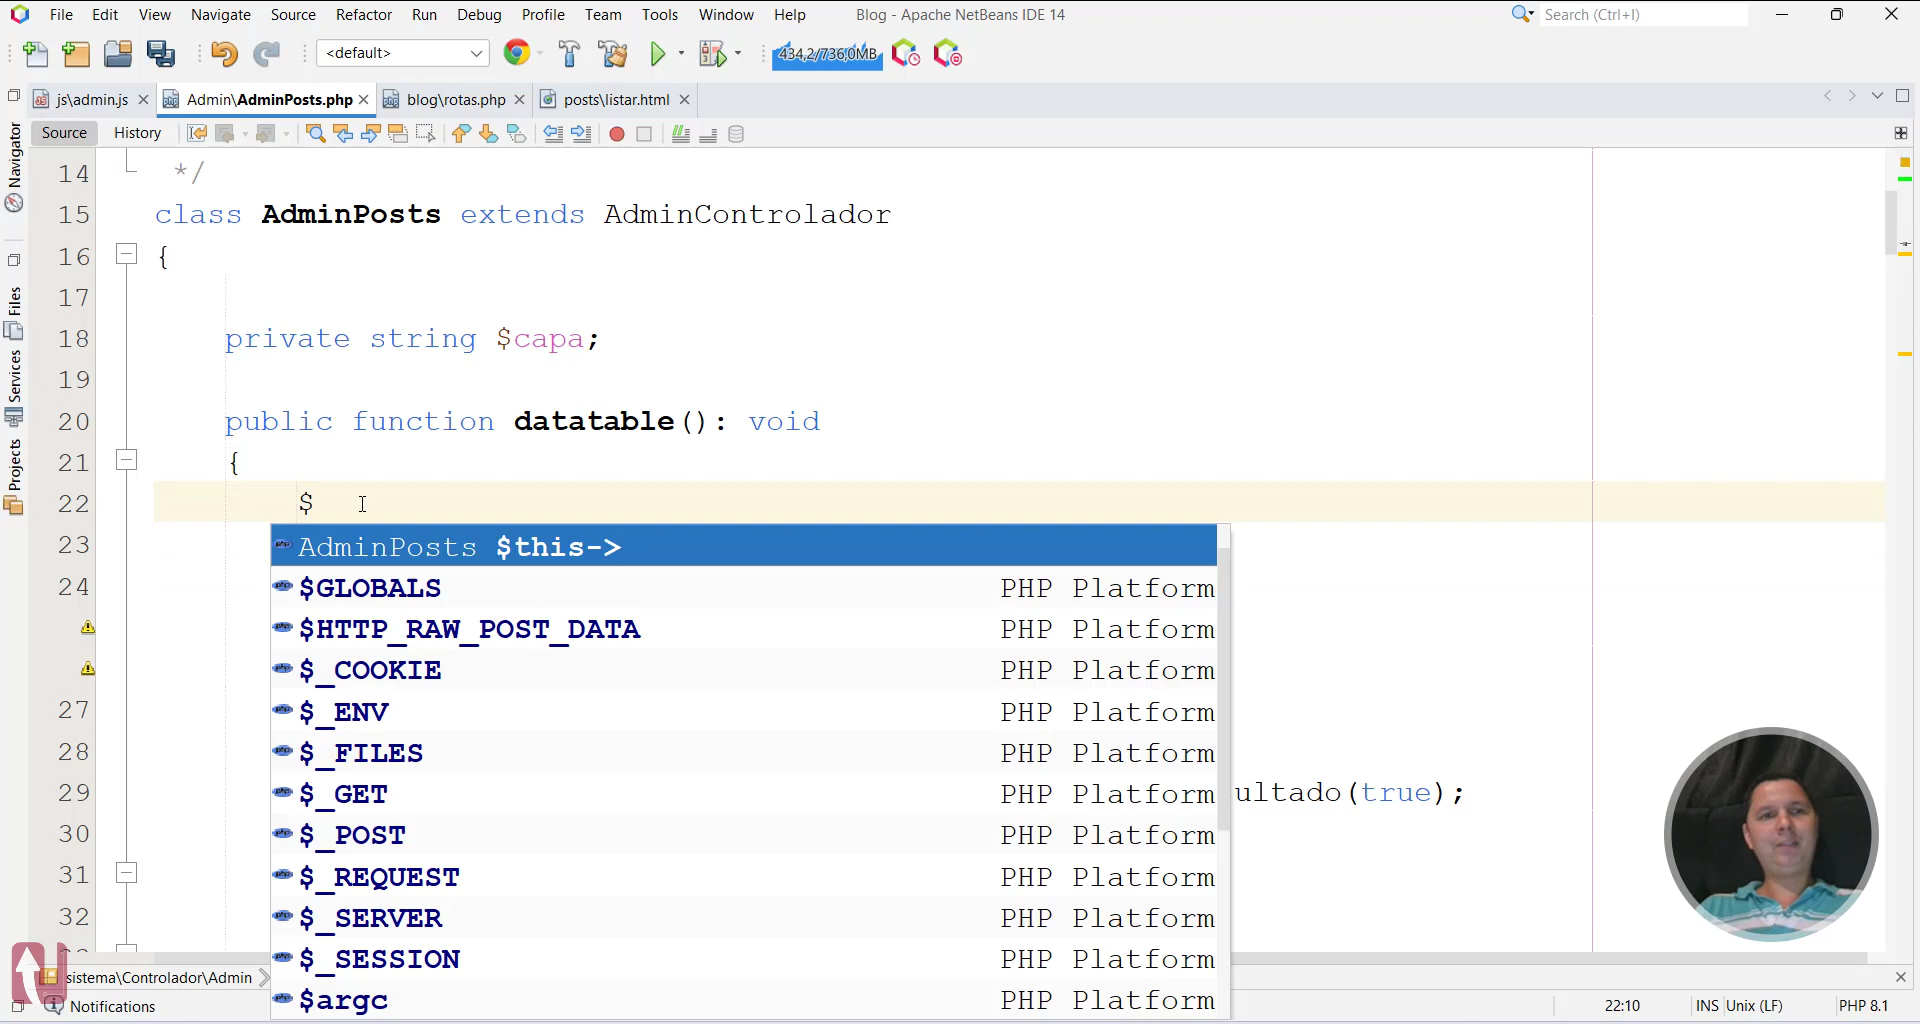 File Edit View Navigate Source Refactor Run Debug Profile Team Tools Window Help Blog - Apache NetBeans IDE 14 Search (Ctrl+I)
<default> 434,2/736,0MB
js\admin.js Admin\AdminPosts.php blog\rotas.php posts\listar.html
Source History
Navigator
Files
Services
Projects
14 */
15 class AdminPosts extends AdminControlador
16 {
17
18 private string $capa;
19
20 public function datatable(): void
21 {
22 $
23 AdminPosts $this->
24 $GLOBALS PHP Platform
$HTTP_RAW_POST_DATA PHP Platform
$_COOKIE PHP Platform
27 $_ENV PHP Platform
28 $_FILES PHP Platform
29 $_GET PHP Platform ultado(true);
30 $_POST PHP Platform
31 $_REQUEST PHP Platform
32 $_SERVER PHP Platform
$_SESSION PHP Platform
sistema\Controlador\Admin
$argc PHP Platform
Notifications 22:10 INS Unix (LF) PHP 8.1